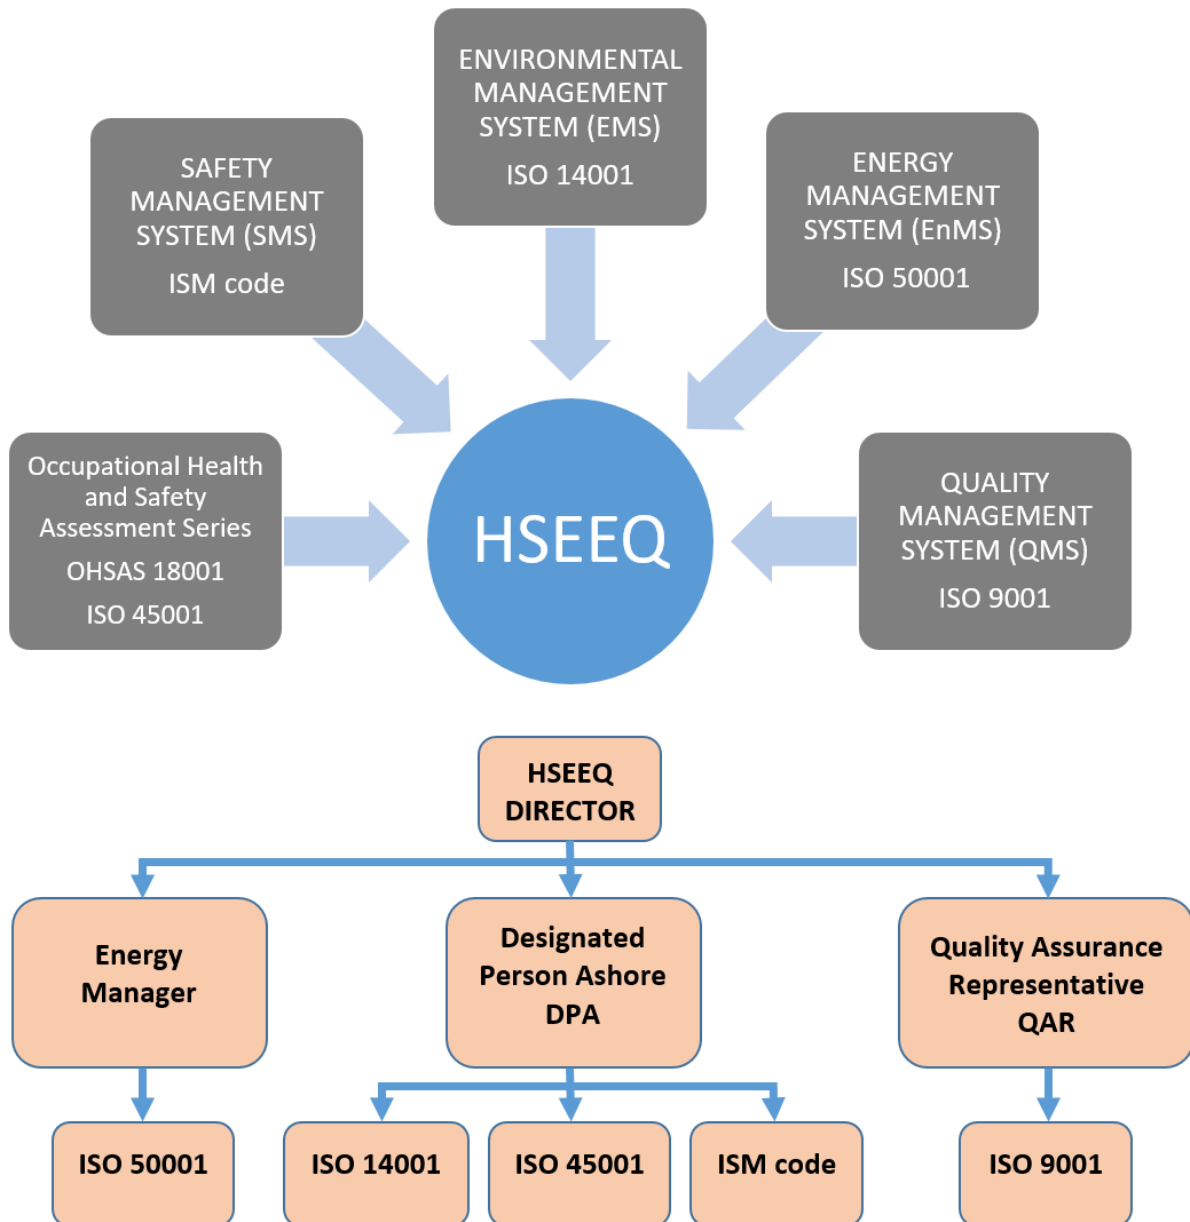 ENVIRONMENTAL
MANAGEMENT
SYSTEM (EMS)
ISO 14001
SAFETY
MANAGEMENT
SYSTEM (SMS)
ISM code
ENERGY
MANAGEMENT
SYSTEM (EnMS)
ISO 50001
Occupational Health
and Safety
Assessment Series
OHSAS 18001
ISO 45001
HSEEQ
QUALITY
MANAGEMENT
SYSTEM (QMS)
ISO 9001
HSEEQ
DIRECTOR
Energy
Manager
Designated
Person Ashore
DPA
Quality Assurance
Representative
QAR
ISO 50001
ISO 14001
ISO 45001
ISM code
ISO 9001